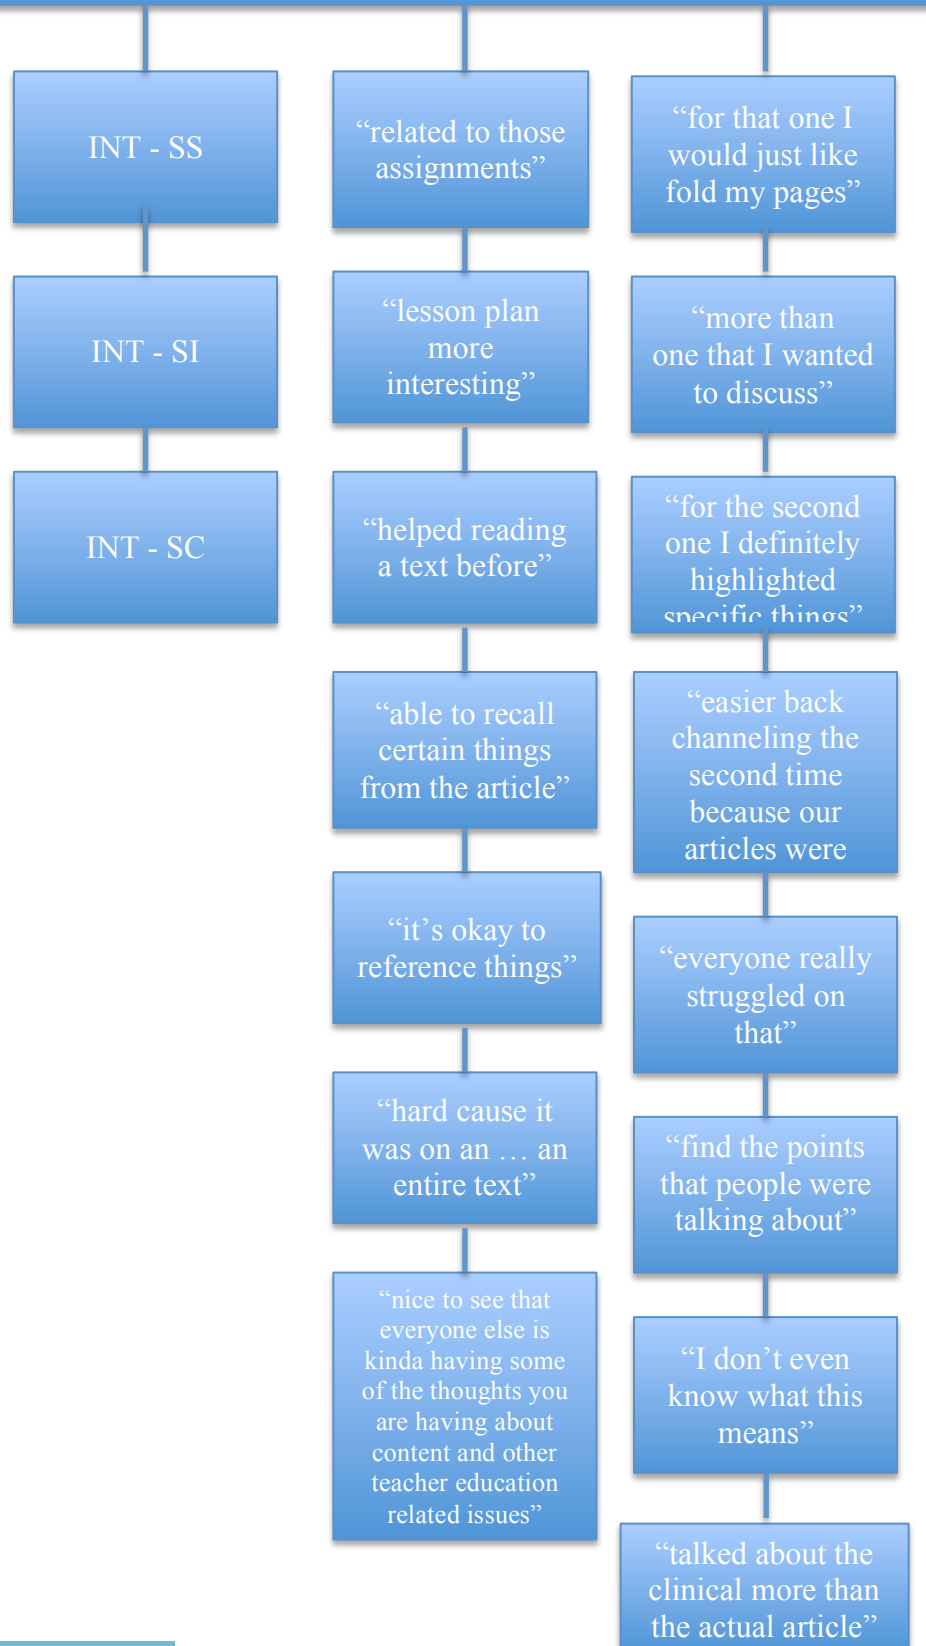 INT - SS
INT - SI
INT - SC
“related to those
assignments”
“lesson plan
more
interesting”
“helped reading
a text before”
“able to recall
certain things
from the article”
“it’s okay to
reference things”
“hard cause it
was on an … an
entire text”
“nice to see that
everyone else is
kinda having some
of the thoughts you
are having about
content and other
teacher education
related issues”
“for that one I
would just like
fold my pages”
“more than
one that I wanted
to discuss”
“for the second
one I definitely
highlighted
specific things”
“easier back
channeling the
second time
because our
articles were
“everyone really
struggled on
that”
“find the points
that people were
talking about”
“I don’t even
know what this
means”
“talked about the
clinical more than
the actual article”